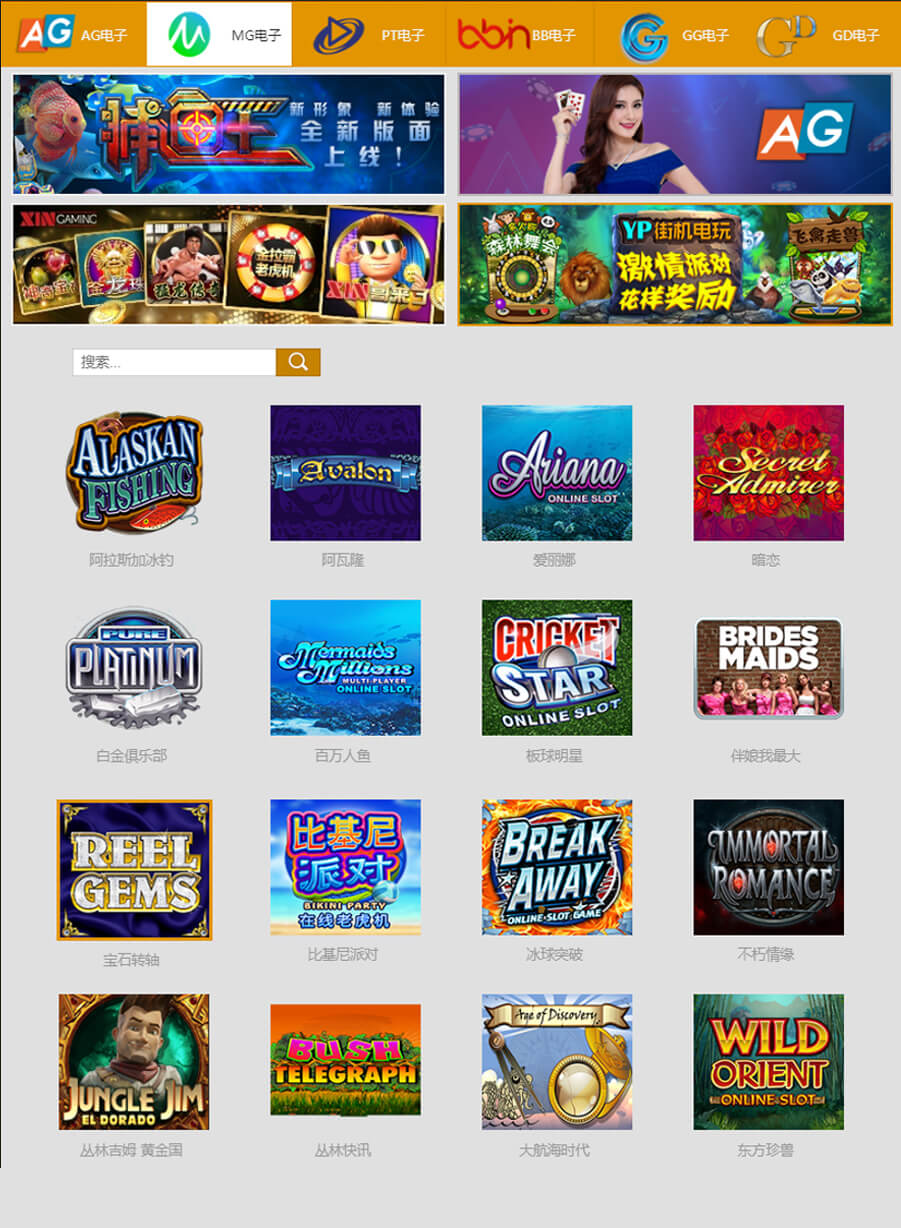 AG AG电子
MG电子
PT电子
bbin BB电子
G GG电子
GD GD电子
捕鱼王
新形象 新体验
全新版面
上线!
AG
XIN GAMING
金拉霸
老虎机
金龙珠
猛龙传奇
XIN哥来了
森林舞会
YP街机电玩
激情派对
花样奖励
飞禽走兽
搜索...
ALASKAN
FISHING
阿拉斯加冰钓
Avalon
阿瓦隆
Ariana
ONLINE SLOT
爱丽娜
Secret
Admirer
暗恋
PURE
PLATINUM
白金俱乐部
Mermaids
Millions
MULTI-PLAYER
ONLINE SLOT
百万人鱼
CRICKET
STAR
ONLINE SLOT
板球明星
BRIDES
MAIDS
伴娘我最大
REEL
GEMS
宝石转轴
比基尼
派对
BIKINI PARTY
在线老虎机
比基尼派对
BREAK
AWAY
ONLINE SLOT GAME
冰球突破
IMMORTAL
ROMANCE
不朽情缘
JUNGLE JIM
EL DORADO
丛林吉姆 黄金国
BUSH
TELEGRAPH
丛林快讯
Age of Discovery
大航海时代
WILD
ORIENT
ONLINE SLOT
东方珍兽